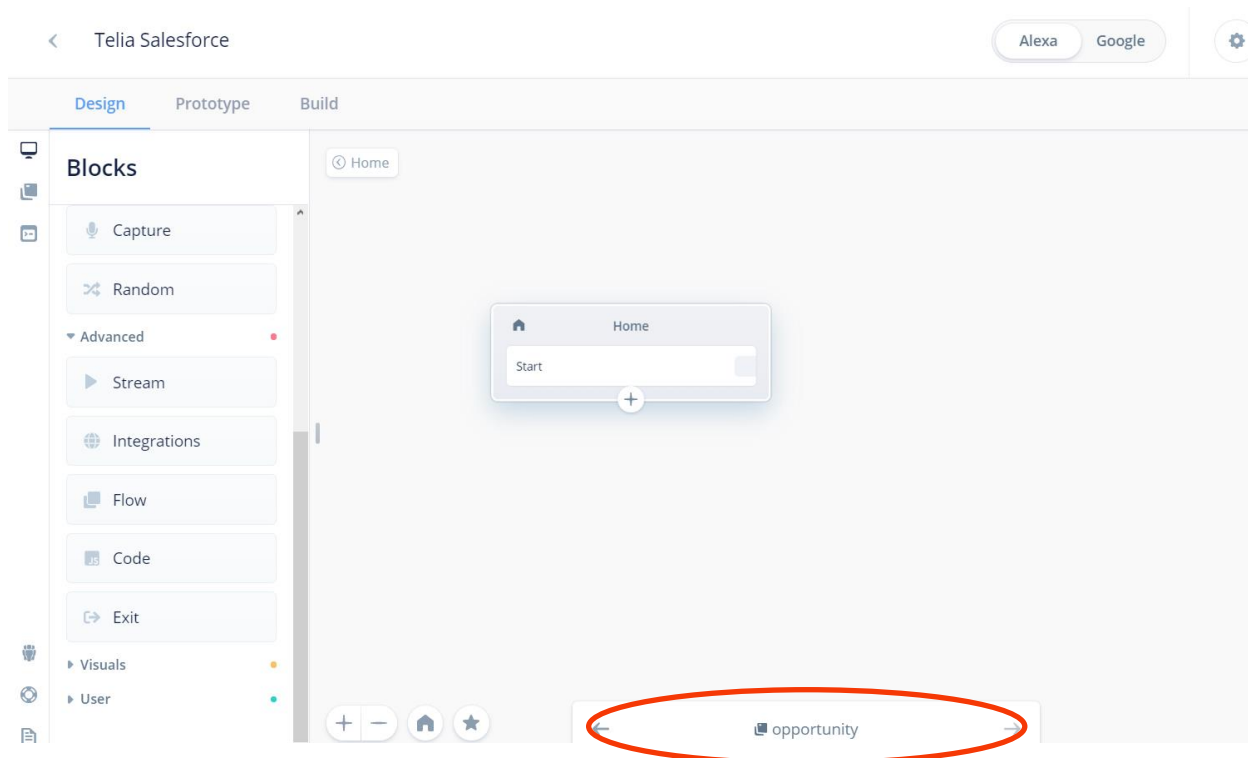 Telia Salesforce
Alexa Google
Design Prototype Build
Blocks
Home
Capture
Random
Advanced
Stream
Integrations
Flow
JS Code
Exit
Visuals
User
Home
Start
opportunity